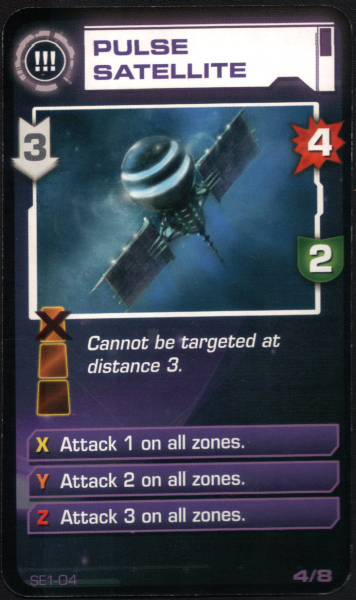 !!!
PULSE
SATELLITE
3
4
2
X
Cannot be targeted at
distance 3.
X Attack 1 on all zones.
Y Attack 2 on all zones.
Z Attack 3 on all zones.
SE1-04
4/8